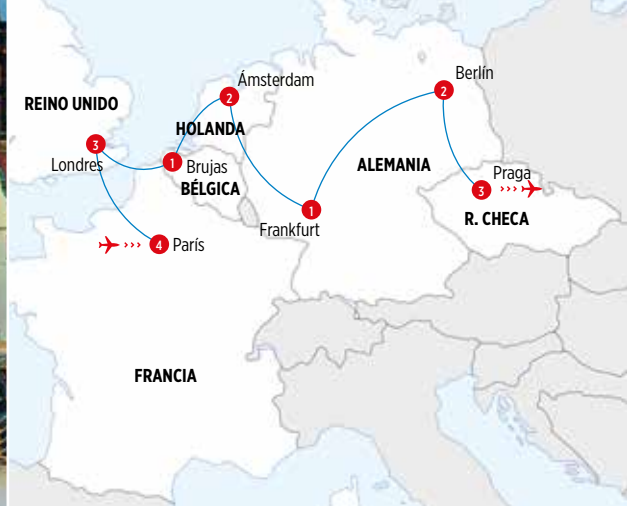 Ámsterdam
2
Berlín
2
REINO UNIDO
HOLANDA
3
Londres
1
Brujas
BÉLGICA
ALEMANIA
Praga
3
›››
R. CHECA
1
Frankfurt
›››
4
París
FRANCIA